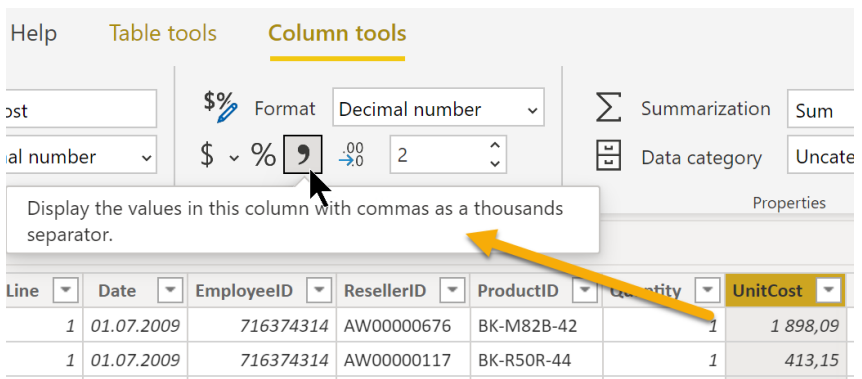 Help Table tools Column tools
ost $% Format Decimal number Summarization Sum
al number $ % , .00 .0 2 Data category Uncate
Properties
Display the values in this column with commas as a thousands
separator.
Line Date EmployeeID ResellerID ProductID Quantity UnitCost
1 01.07.2009 716374314 AW00000676 BK-M82B-42 1 1 898,09
1 01.07.2009 716374314 AW00000117 BK-R50R-44 1 413,15